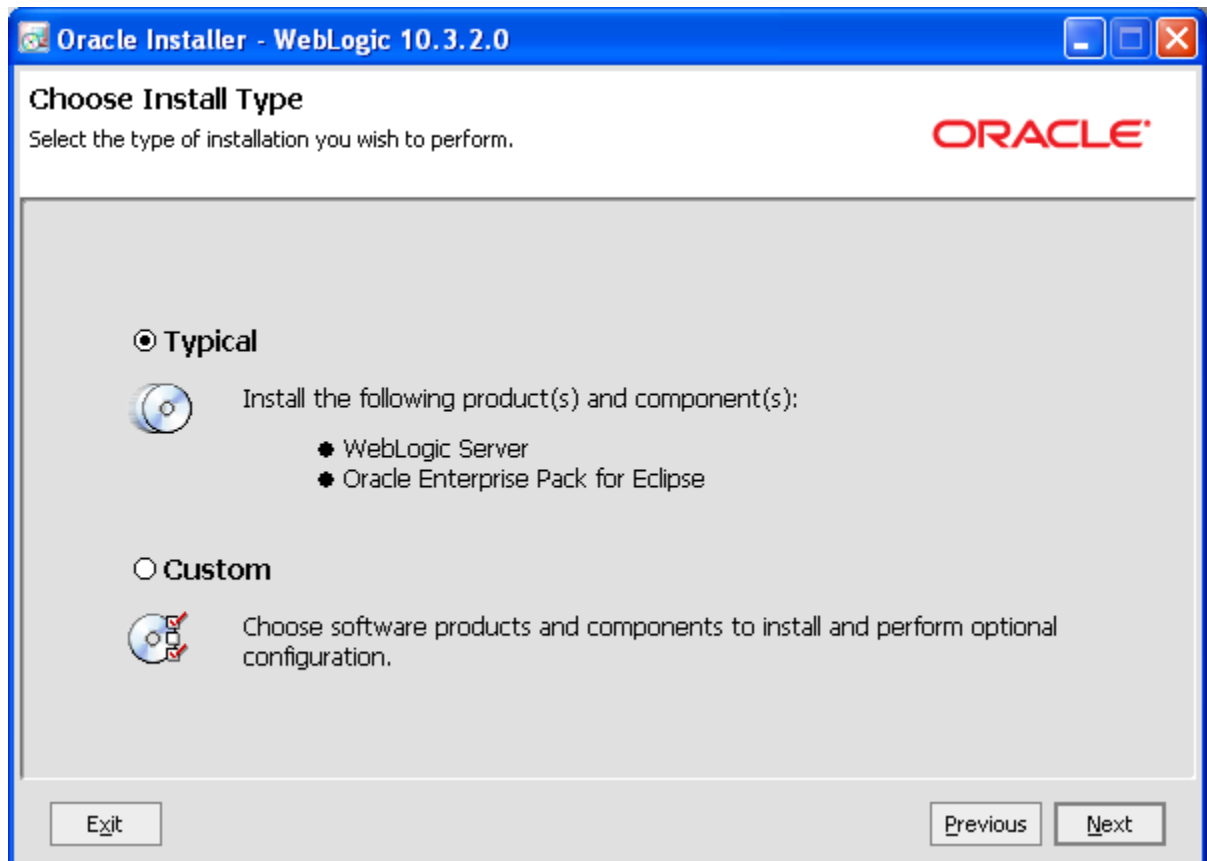 Oracle Installer - WebLogic 10.3.2.0
Choose Install Type
Select the type of installation you wish to perform.
ORACLE
Typical
Install the following product(s) and component(s):
WebLogic Server
Oracle Enterprise Pack for Eclipse
Custom
Choose software products and components to install and perform optional
configuration.
Exit
Previous
Next